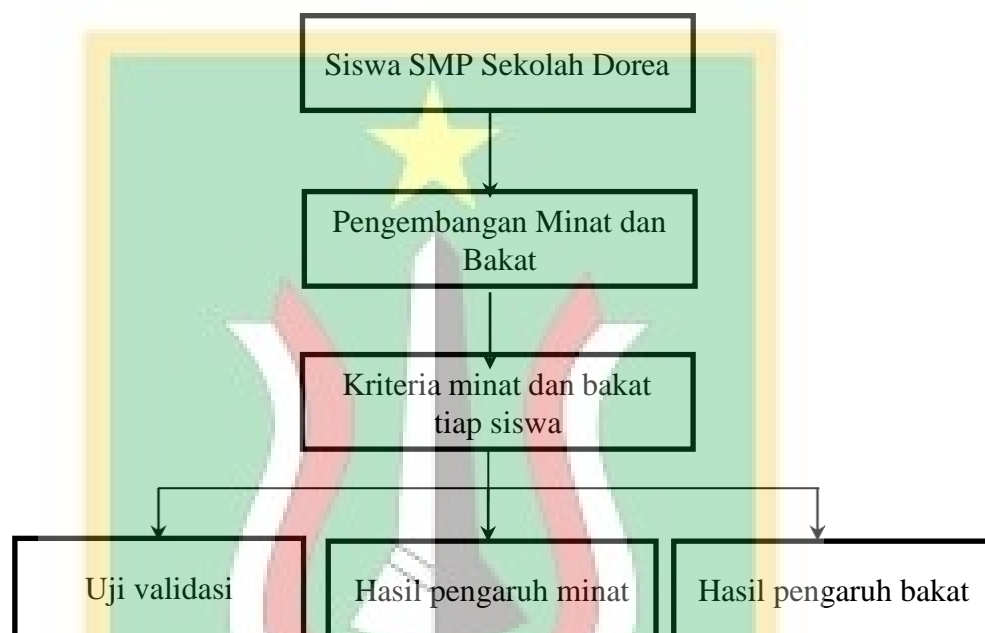 Siswa SMP Sekolah Dorea
Pengembangan Minat dan
Bakat
Kriteria minat dan bakat
tiap siswa
Uji validasi
Hasil pengaruh minat
Hasil pengaruh bakat